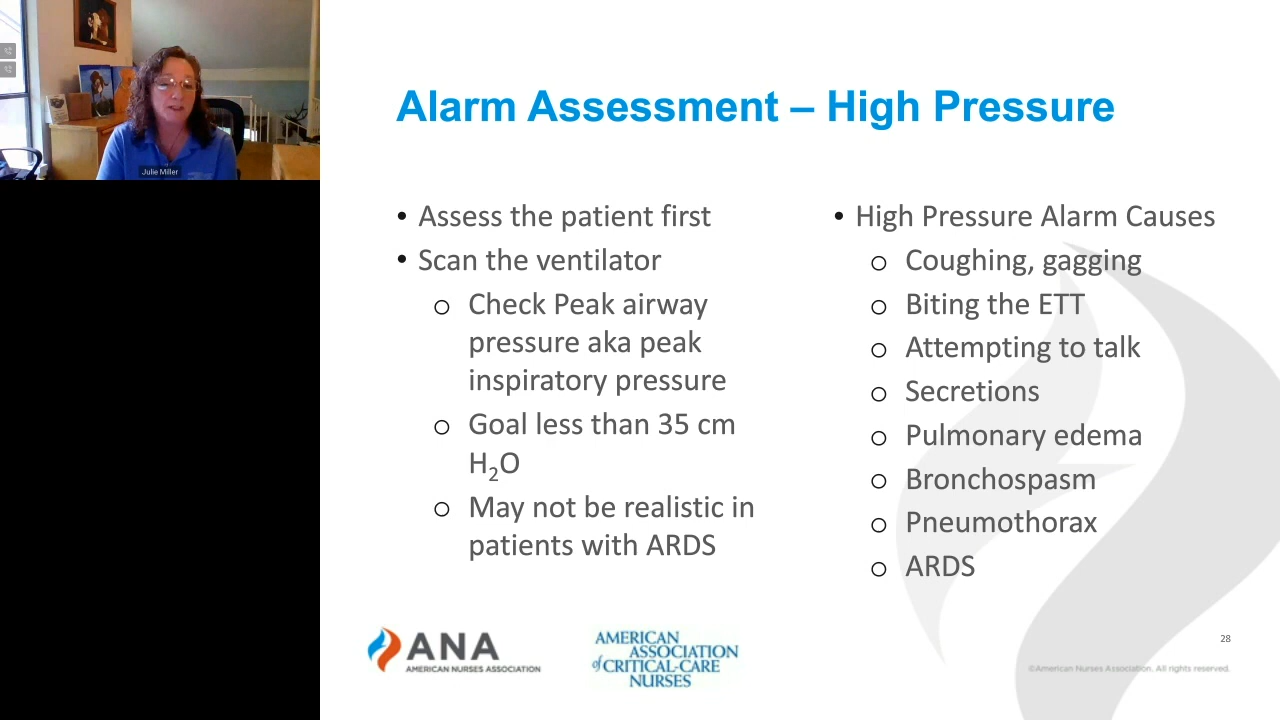 Julie Miller
Alarm Assessment – High Pressure
• Assess the patient first
• Scan the ventilator
o Check Peak airway
pressure aka peak
inspiratory pressure
o Goal less than 35 cm
H₂O
o May not be realistic in
patients with ARDS
• High Pressure Alarm Causes
o Coughing, gagging
o Biting the ETT
o Attempting to talk
o Secretions
o Pulmonary edema
o Bronchospasm
o Pneumothorax
o ARDS
ANA
AMERICAN NURSES ASSOCIATION
AMERICAN
ASSOCIATION
of CRITICAL-CARE
NURSES
28
©American Nurses Association. All rights reserved.